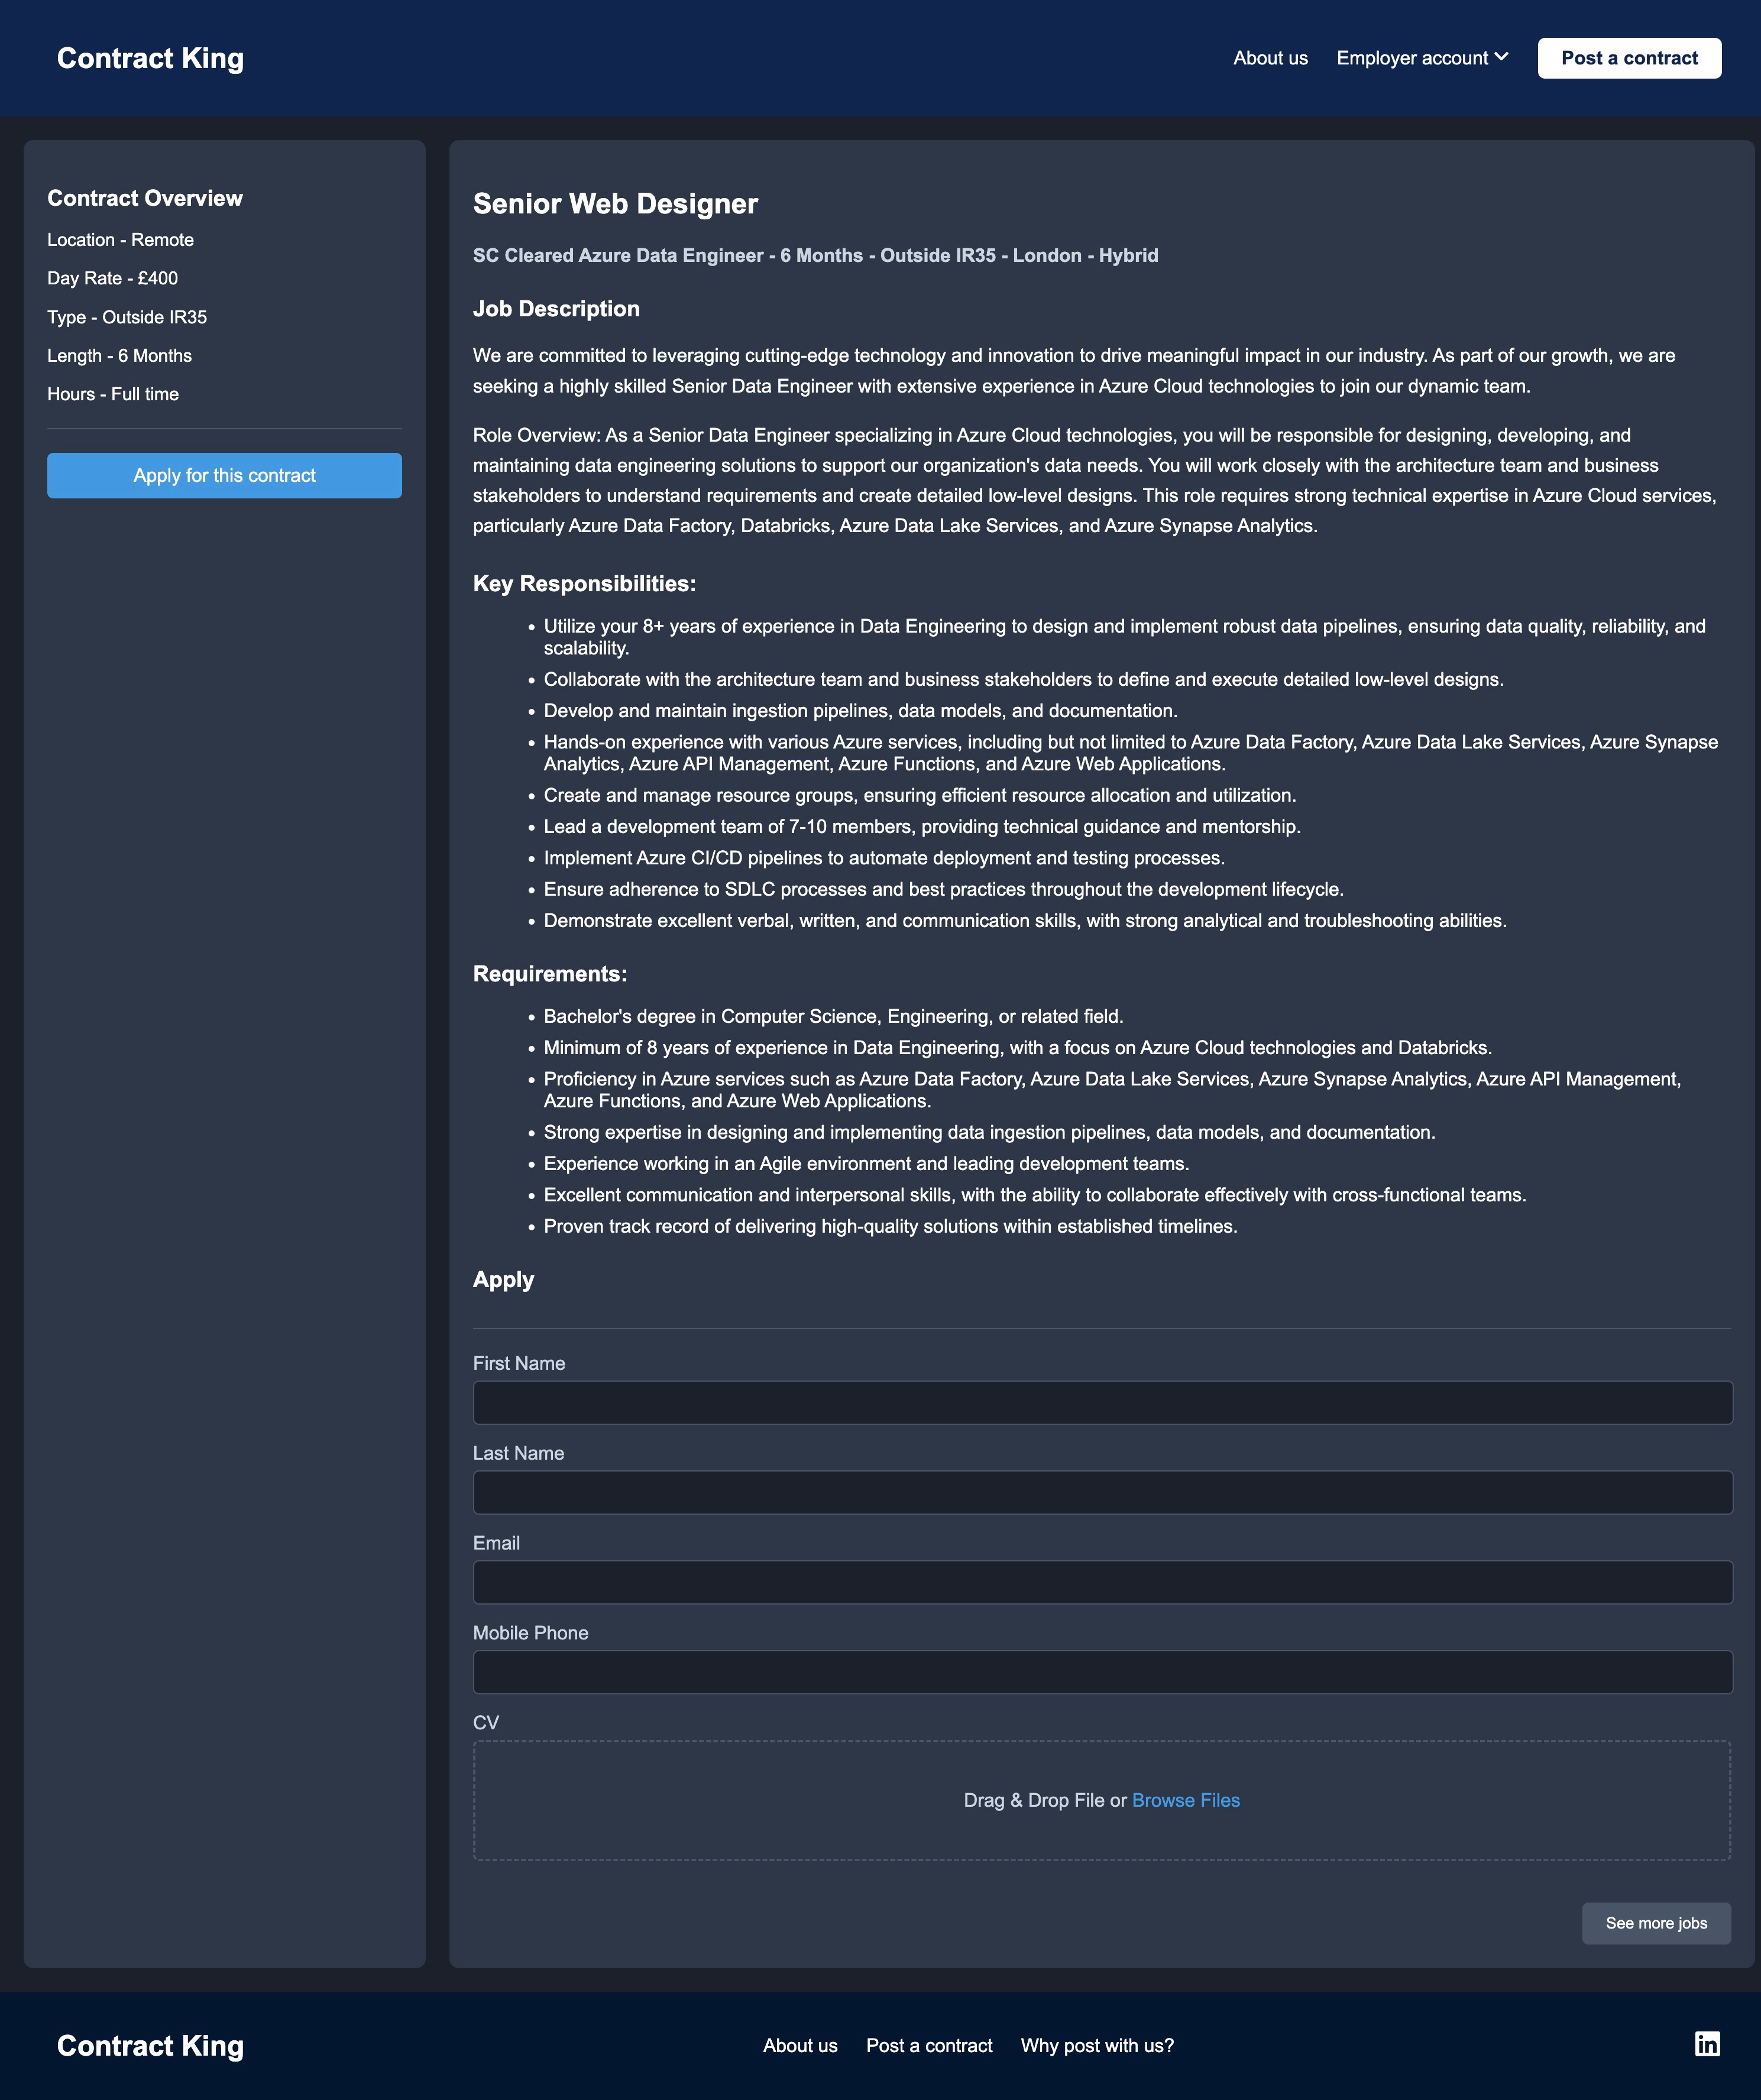 Contract King
About us
Employer account
Post a contract
Contract Overview
Location - Remote
Day Rate - £400
Type - Outside IR35
Length - 6 Months
Hours - Full time
Apply for this contract
Senior Web Designer
SC Cleared Azure Data Engineer - 6 Months - Outside IR35 - London - Hybrid
Job Description
We are committed to leveraging cutting-edge technology and innovation to drive meaningful impact in our industry. As part of our growth, we are
seeking a highly skilled Senior Data Engineer with extensive experience in Azure Cloud technologies to join our dynamic team.
Role Overview: As a Senior Data Engineer specializing in Azure Cloud technologies, you will be responsible for designing, developing, and
maintaining data engineering solutions to support our organization's data needs. You will work closely with the architecture team and business
stakeholders to understand requirements and create detailed low-level designs. This role requires strong technical expertise in Azure Cloud services,
particularly Azure Data Factory, Databricks, Azure Data Lake Services, and Azure Synapse Analytics.
Key Responsibilities:
• Utilize your 8+ years of experience in Data Engineering to design and implement robust data pipelines, ensuring data quality, reliability, and
scalability.
• Collaborate with the architecture team and business stakeholders to define and execute detailed low-level designs.
• Develop and maintain ingestion pipelines, data models, and documentation.
• Hands-on experience with various Azure services, including but not limited to Azure Data Factory, Azure Data Lake Services, Azure Synapse
Analytics, Azure API Management, Azure Functions, and Azure Web Applications.
• Create and manage resource groups, ensuring efficient resource allocation and utilization.
• Lead a development team of 7-10 members, providing technical guidance and mentorship.
• Implement Azure CI/CD pipelines to automate deployment and testing processes.
• Ensure adherence to SDLC processes and best practices throughout the development lifecycle.
• Demonstrate excellent verbal, written, and communication skills, with strong analytical and troubleshooting abilities.
Requirements:
• Bachelor's degree in Computer Science, Engineering, or related field.
• Minimum of 8 years of experience in Data Engineering, with a focus on Azure Cloud technologies and Databricks.
• Proficiency in Azure services such as Azure Data Factory, Azure Data Lake Services, Azure Synapse Analytics, Azure API Management,
Azure Functions, and Azure Web Applications.
• Strong expertise in designing and implementing data ingestion pipelines, data models, and documentation.
• Experience working in an Agile environment and leading development teams.
• Excellent communication and interpersonal skills, with the ability to collaborate effectively with cross-functional teams.
• Proven track record of delivering high-quality solutions within established timelines.
Apply
First Name
Last Name
Email
Mobile Phone
CV
Drag & Drop File or Browse Files
See more jobs
Contract King
About us
Post a contract
Why post with us?
in